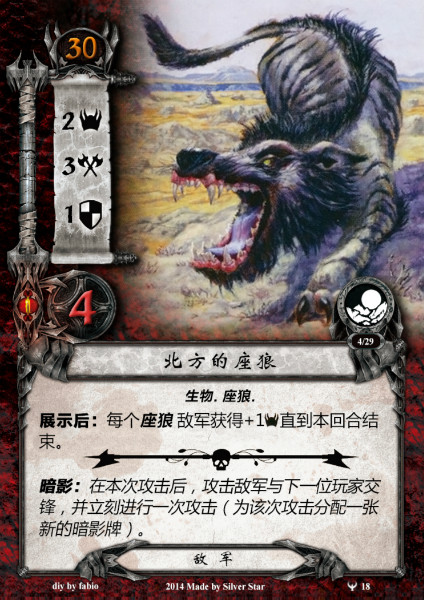 30
2
3
1
4
4/29
北方的座狼
生物. 座狼.
展示后：每个座狼 敌军获得+1直到本回合结
束。
暗影：在本次攻击后，攻击敌军与下一位玩家交
锋，并立刻进行一次攻击（为该次攻击分配一张
新的暗影牌）。
敌 军
diy by fabio
2014 Made by Silver Star
18